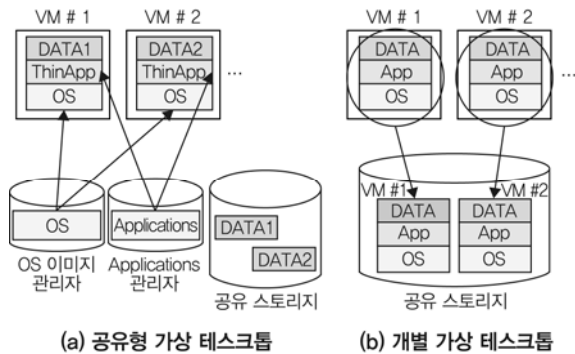 VM # 1
DATA1
ThinApp
OS
VM # 2
DATA2
ThinApp
OS
...
OS
OS 이미지
관리자
Applications
Applications
관리자
DATA1
DATA2
공유 스토리지
(a) 공유형 가상 테스크톱
VM # 1
DATA
App
OS
VM # 2
DATA
App
OS
...
VM #1
DATA
App
OS
VM #2
DATA
App
OS
공유 스토리지
(b) 개별 가상 테스크톱